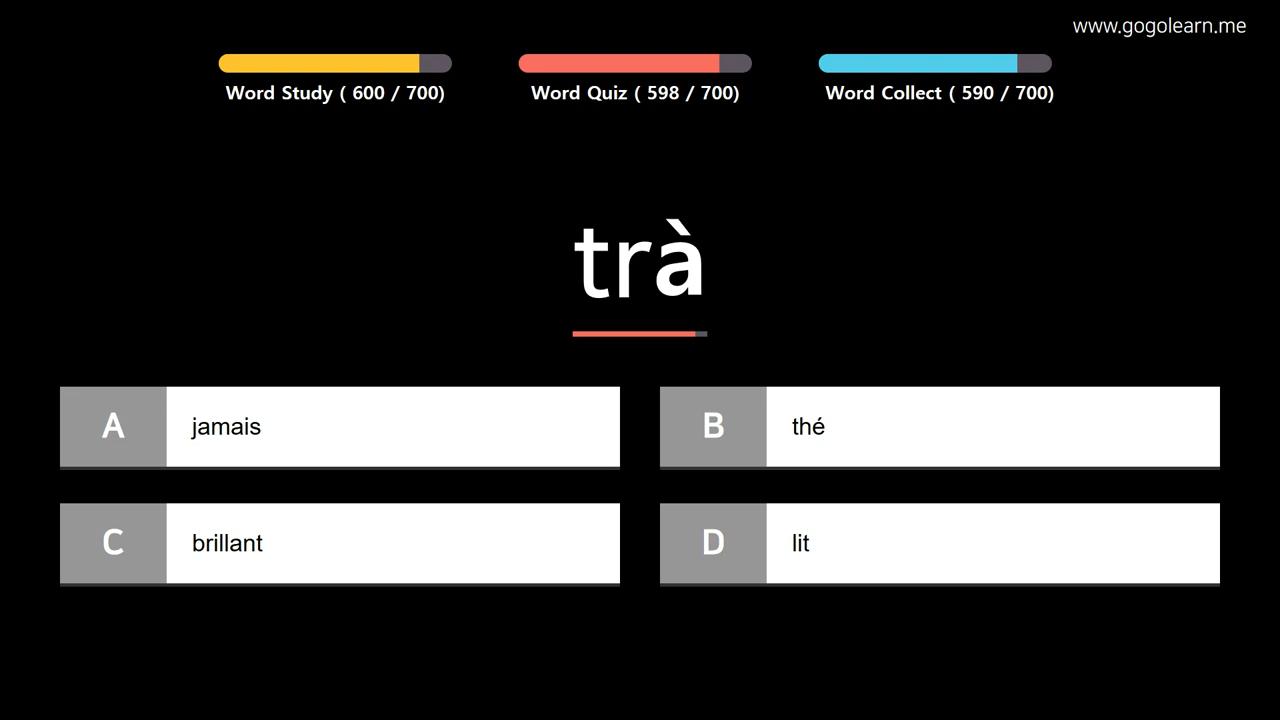 www.gogolearn.me
Word Study ( 600 / 700)
Word Quiz ( 598 / 700)
Word Collect ( 590 / 700)
trà
A
jamais
B
thé
C
brillant
D
lit